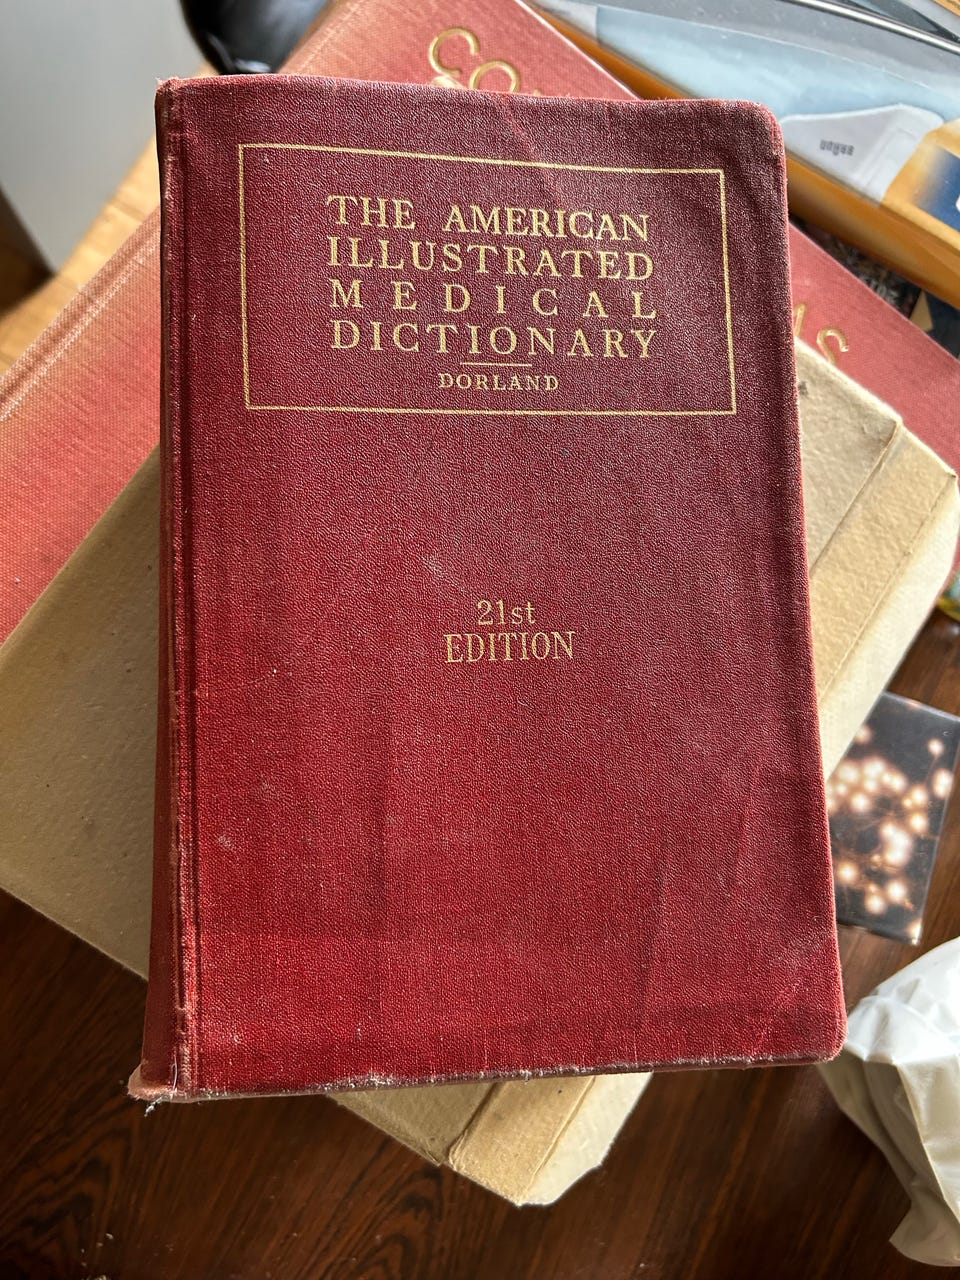 THE AMERICAN
ILLUSTRATED
MEDICAL
DICTIONARY
DORLAND
21st
EDITION